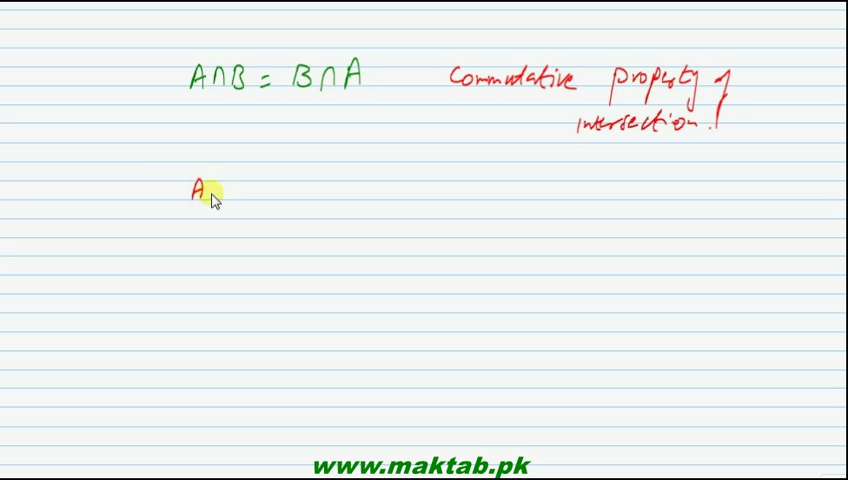 A∩B = B∩A Commutative property of
intersection.
A
www.maktab.pk